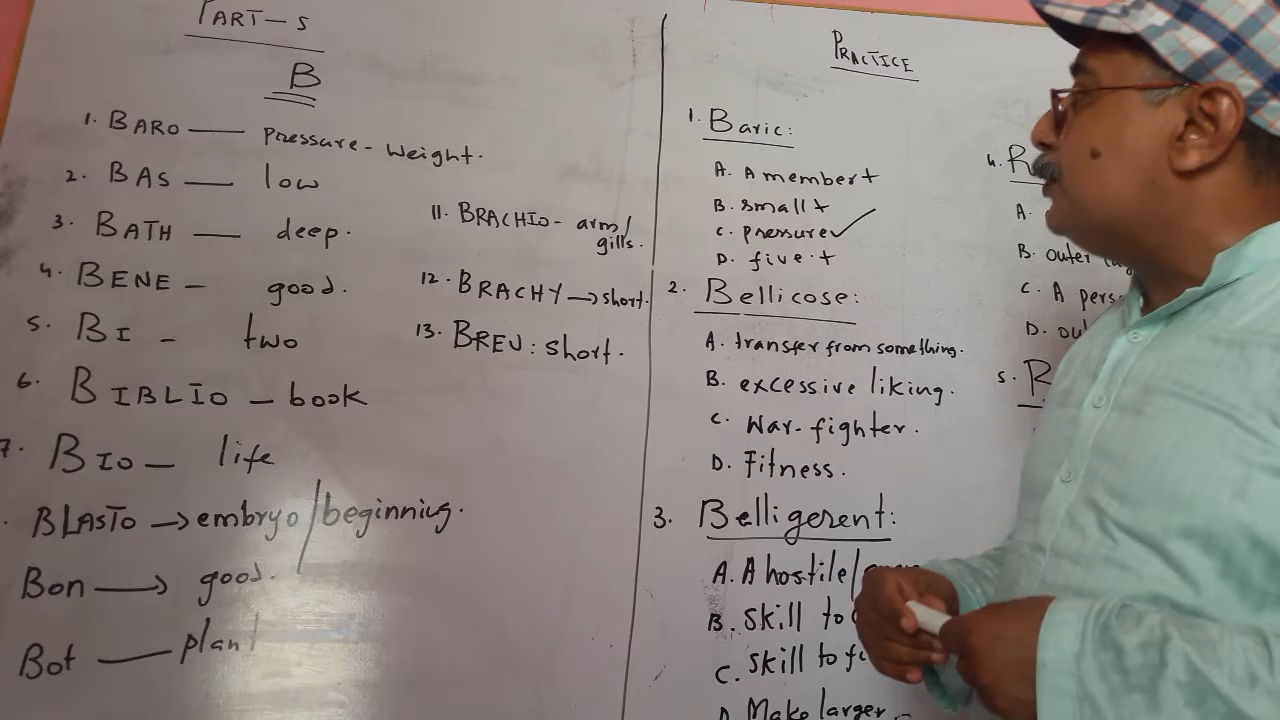 PART-5
B
1. BARO — Pressure-Weight.
2. BAS — low
3. BATH — deep.
4. BENE - good.
5. BI - two
6. BIBLIO - book
7. BIO - life
. BLASTO → embryo/beginning.
Bon → good.
Bot — plant
11. BRACHIO - arm/
gills.
12. BRACHY → short.
13. BREV: short.
PRACTICE
1. Baric:
A. A member +
B. small +
C. pressure ✓
D. five +
2. Bellicose:
A. transfer from something.
B. excessive liking.
C. War-fighter.
D. Fitness.
3. Belligerent:
A. A hostile/
B. Skill to
C. Skill to
D. Make larger
4. R
A.
B. outer
C. A
D.
5. R